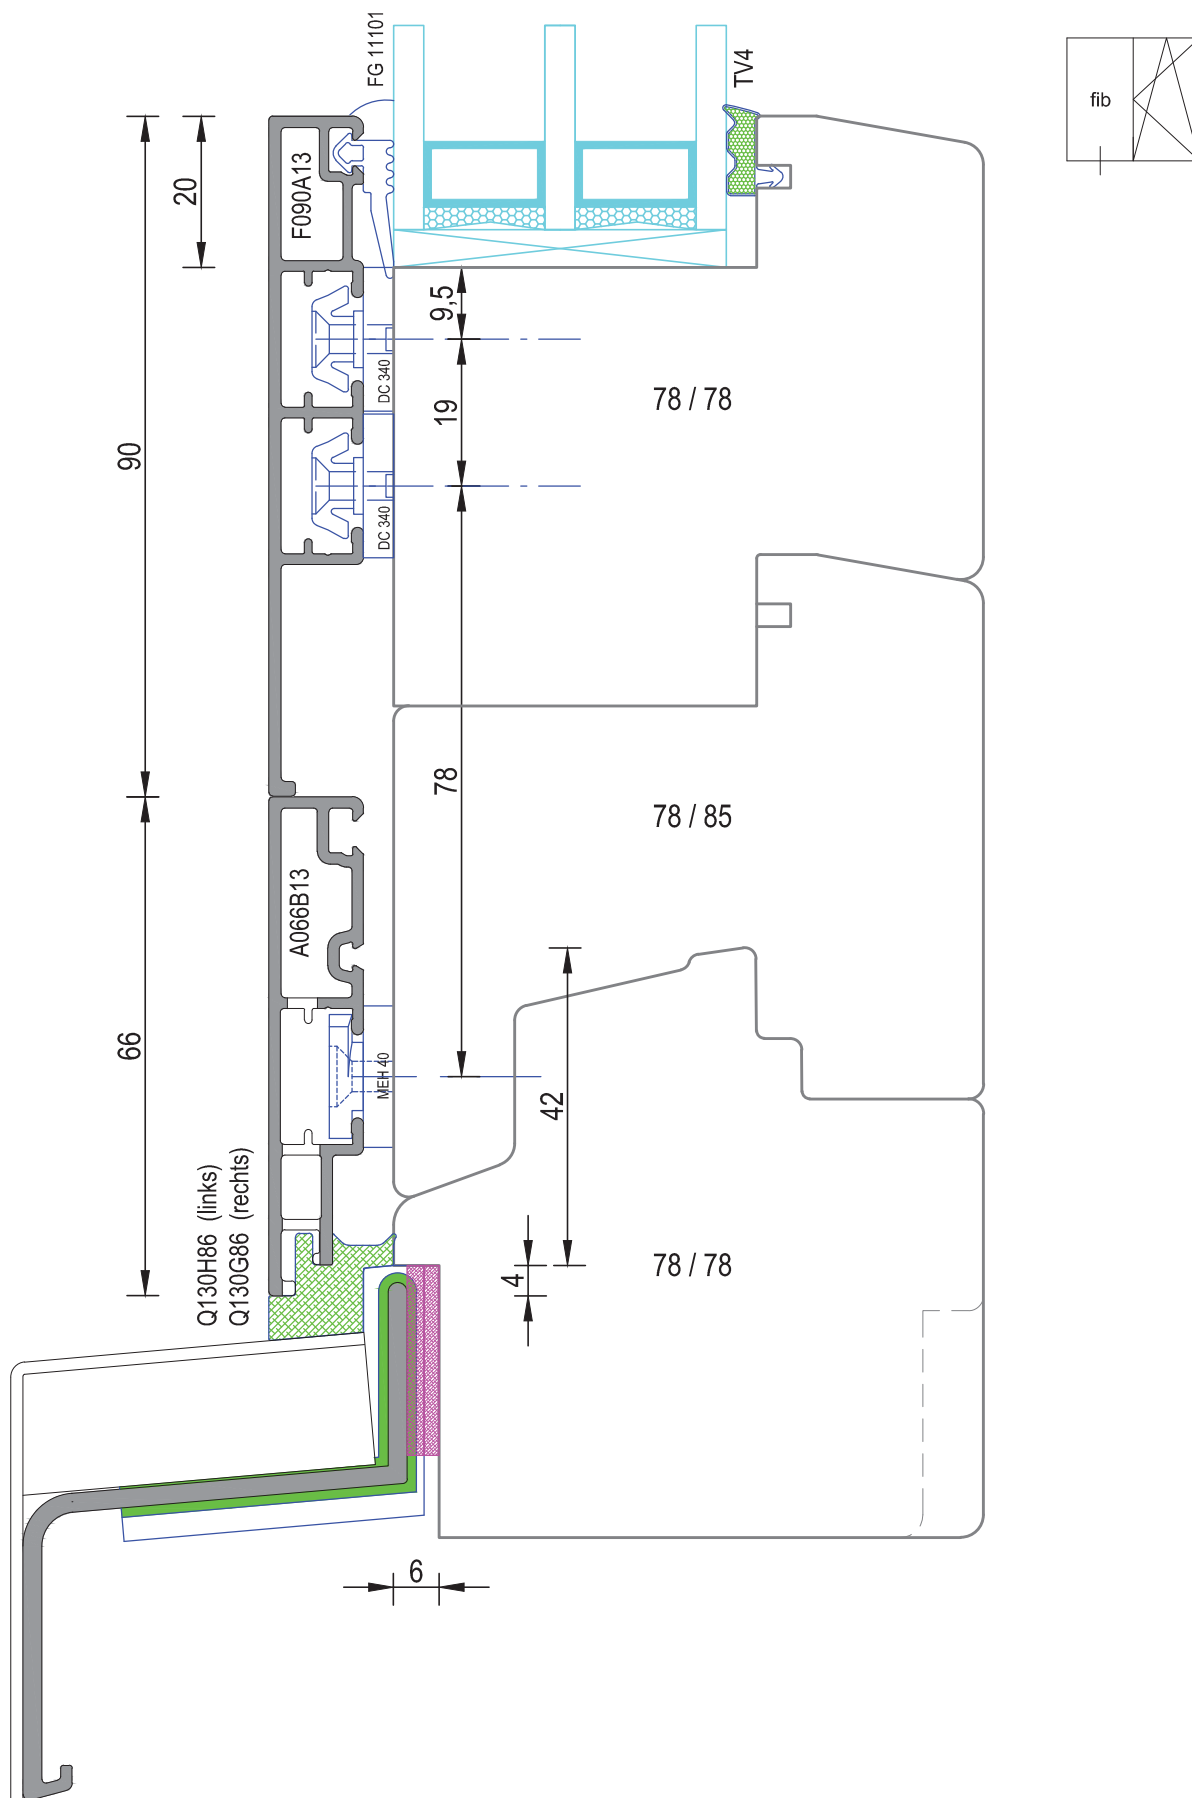 FG 11101
TV4
fib
F090A13
20
9,5
DC 340
78 / 78
19
90
DC 340
78
78 / 85
A066B13
66
MEH 40
42
Q130H86 (links)
Q130G86 (rechts)
4
78 / 78
6